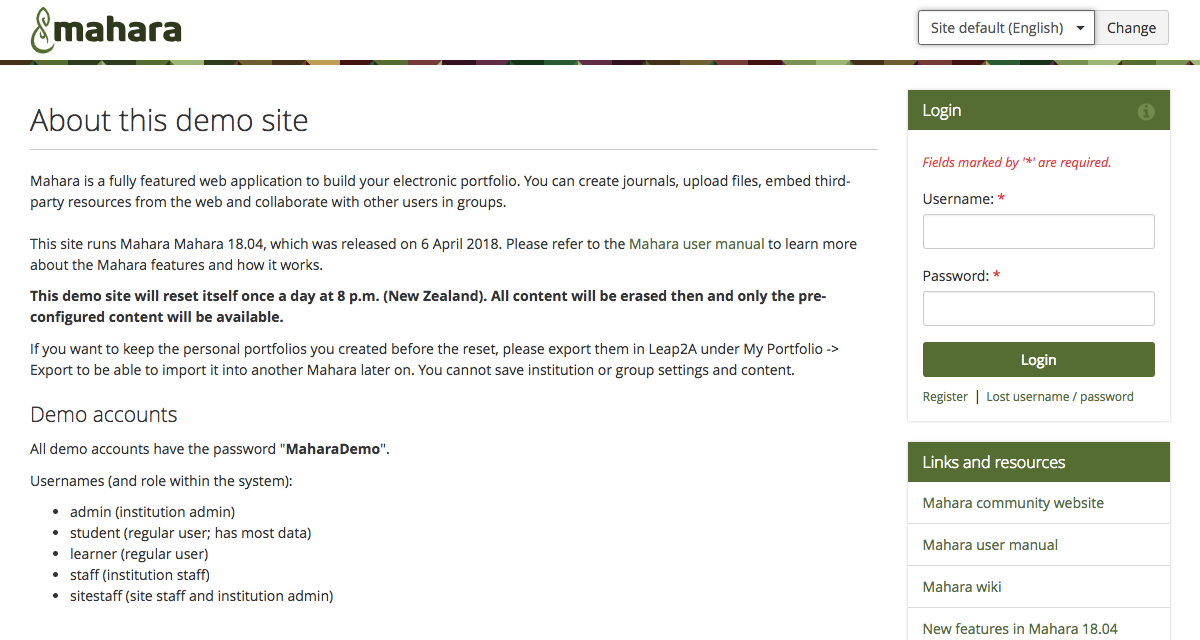 mahara
Site default (English)
Change
About this demo site
Mahara is a fully featured web application to build your electronic portfolio. You can create journals, upload files, embed third-
party resources from the web and collaborate with other users in groups.
This site runs Mahara Mahara 18.04, which was released on 6 April 2018. Please refer to the Mahara user manual to learn more
about the Mahara features and how it works.
This demo site will reset itself once a day at 8 p.m. (New Zealand). All content will be erased then and only the pre-
configured content will be available.
If you want to keep the personal portfolios you created before the reset, please export them in Leap2A under My Portfolio ->
Export to be able to import it into another Mahara later on. You cannot save institution or group settings and content.
Demo accounts
All demo accounts have the password "MaharaDemo".
Usernames (and role within the system):
• admin (institution admin)
• student (regular user; has most data)
• learner (regular user)
• staff (institution staff)
• sitestaff (site staff and institution admin)
Login
Fields marked by '*' are required.
Username: *
Password: *
Login
Register | Lost username / password
Links and resources
Mahara community website
Mahara user manual
Mahara wiki
New features in Mahara 18.04